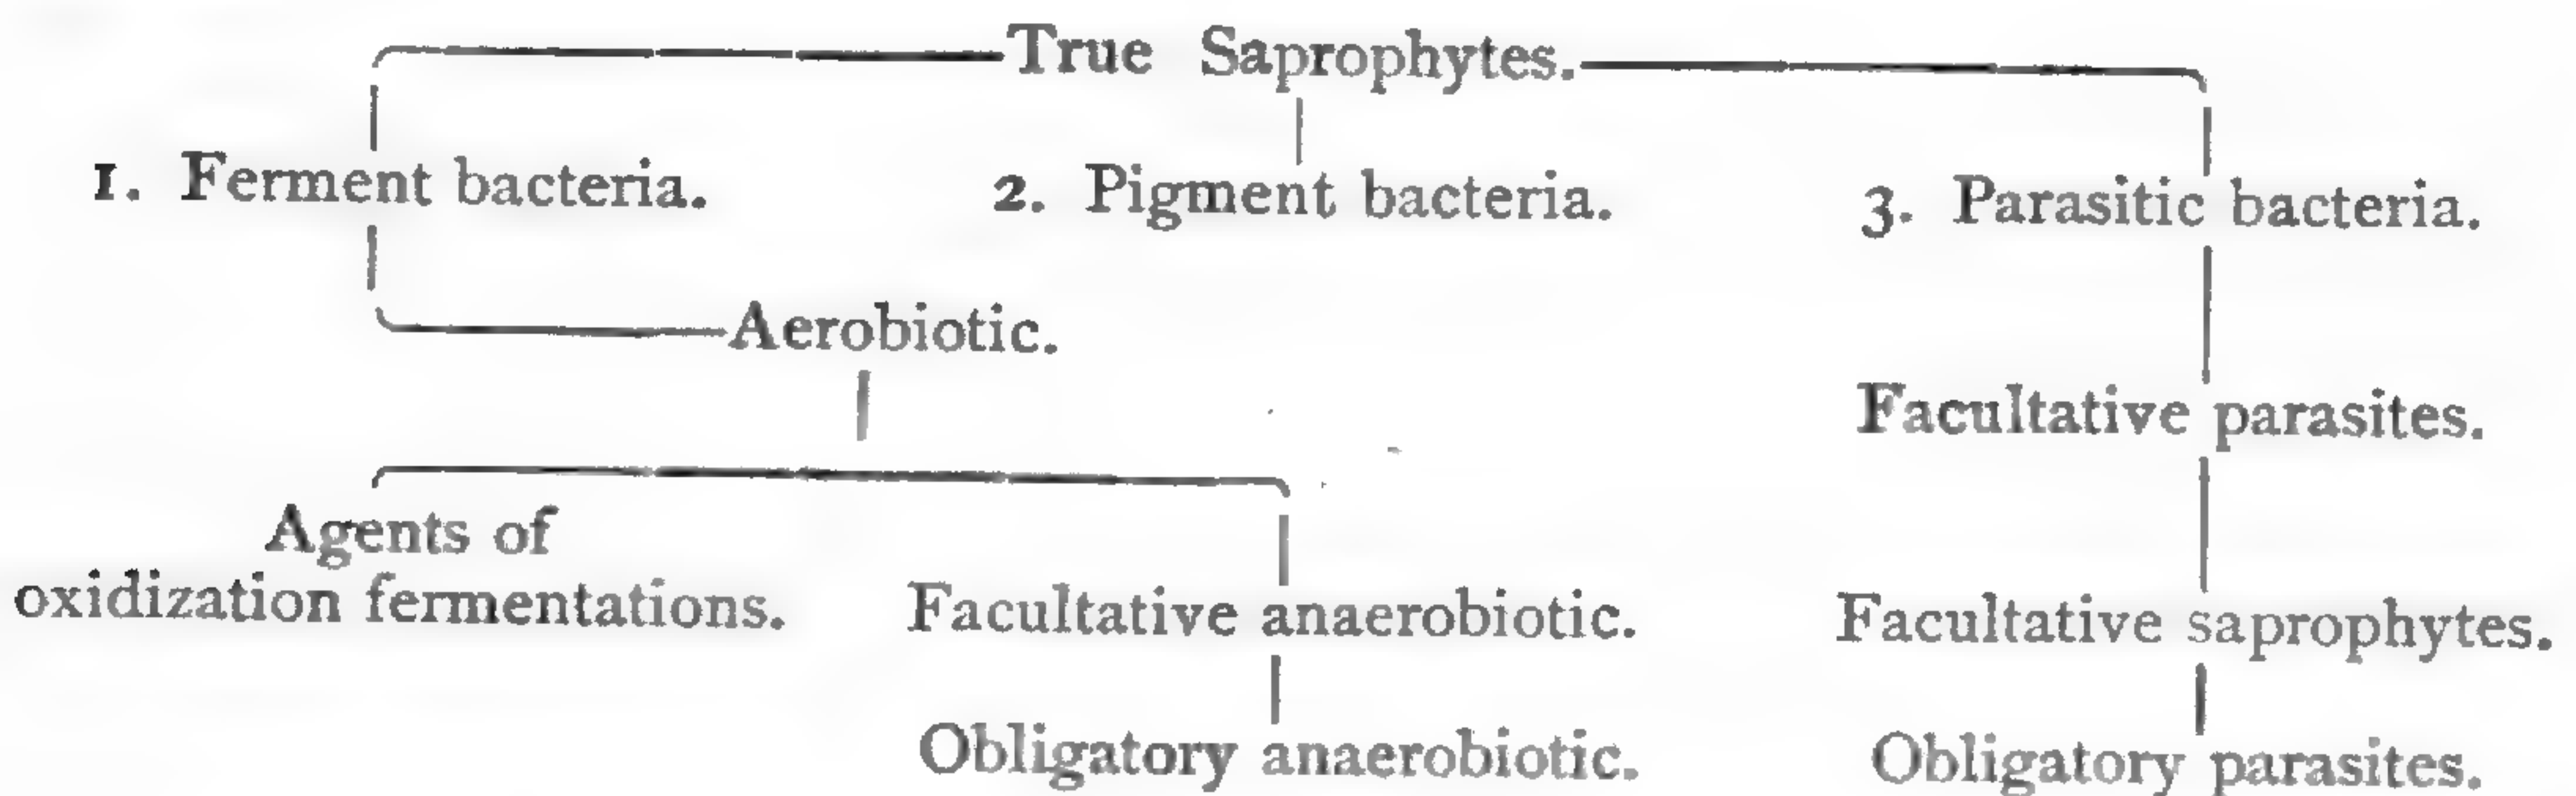 True Saprophytes.
1. Ferment bacteria.
2. Pigment bacteria.
3. Parasitic bacteria.
Aerobiotic.
Facultative parasites.
Agents of
oxidization fermentations.
Facultative anaerobiotic.
Facultative saprophytes.
Obligatory anaerobiotic.
Obligatory parasites.